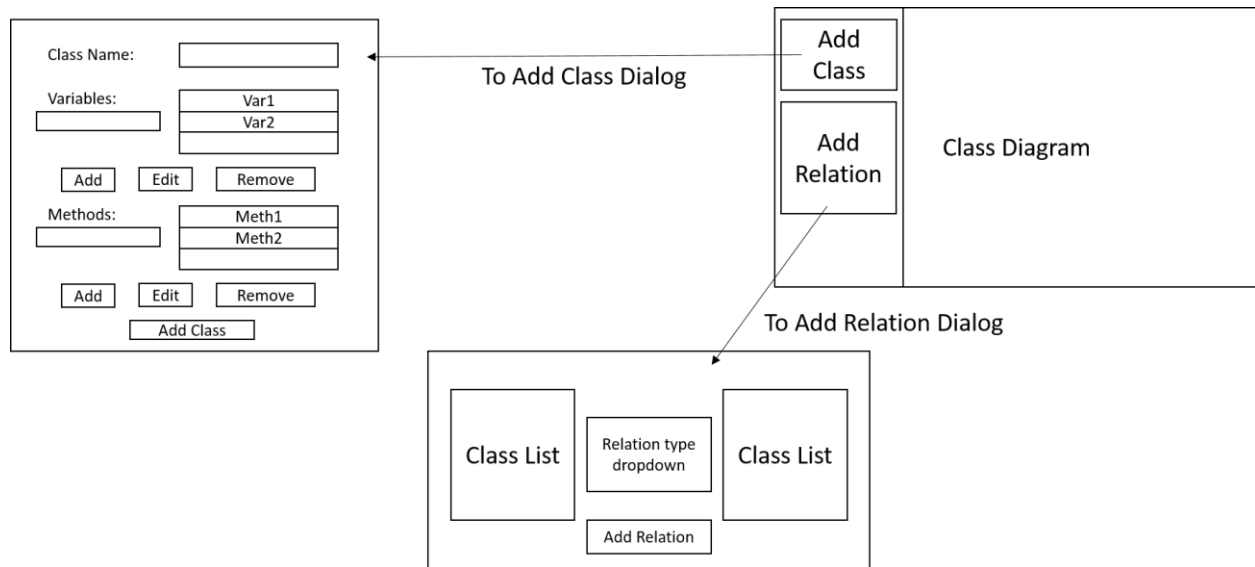 Class Name:
Variables:
Var1
Var2
Add
Edit
Remove
Methods:
Meth1
Meth2
Add
Edit
Remove
Add Class
To Add Class Dialog
Add
Class
Add
Relation
Class Diagram
To Add Relation Dialog
Class List
Relation type
dropdown
Class List
Add Relation